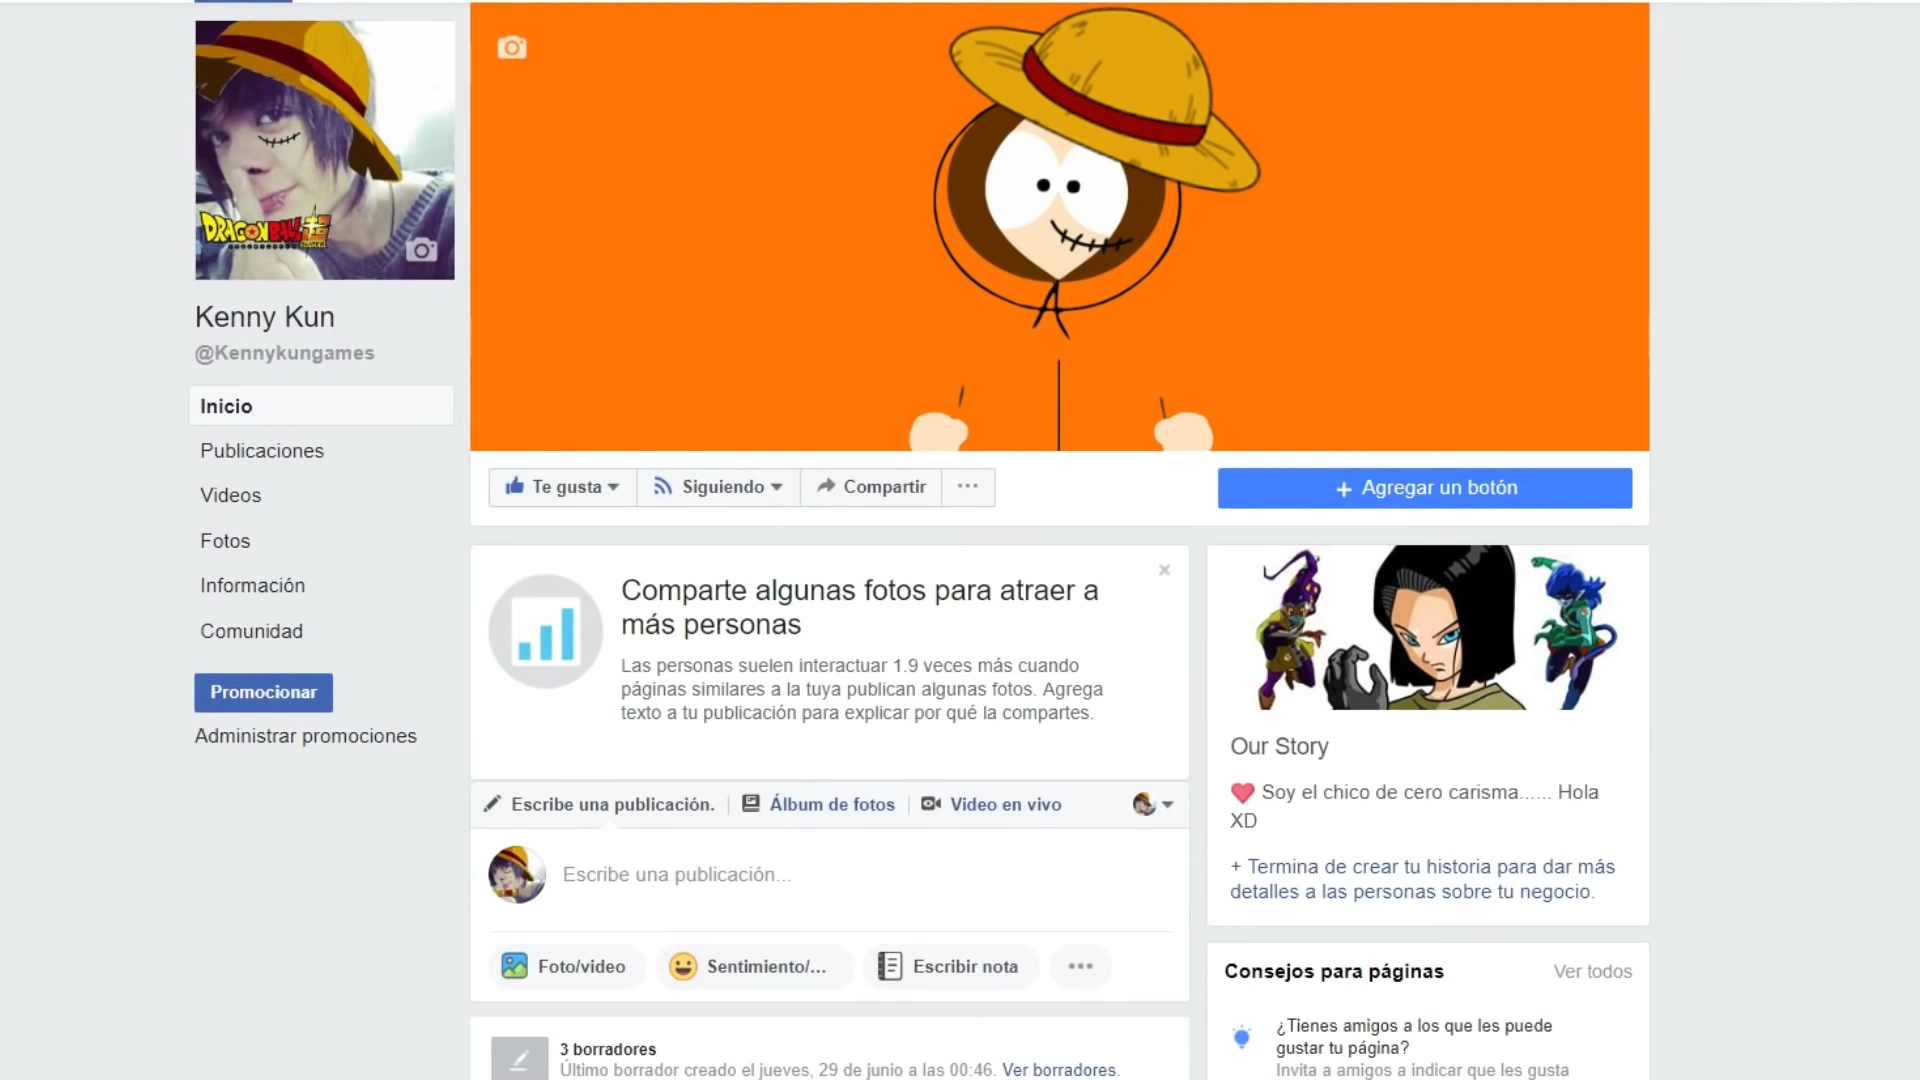 DRAGON BALL
超
SUPER
Kenny Kun
@Kennykungames
Inicio
Publicaciones
Videos
Fotos
Información
Comunidad
Promocionar
Administrar promociones
Te gusta
Siguiendo
Compartir
+ Agregar un botón
Comparte algunas fotos para atraer a
más personas
Las personas suelen interactuar 1.9 veces más cuando
páginas similares a la tuya publican algunas fotos. Agrega
texto a tu publicación para explicar por qué la compartes.
Escribe una publicación.
Álbum de fotos
Video en vivo
Escribe una publicación...
Foto/video
Sentimiento/...
Escribir nota
3 borradores
Último borrador creado el jueves, 29 de junio a las 00:46. Ver borradores.
Our Story
Soy el chico de cero carisma...... Hola
XD
+ Termina de crear tu historia para dar más
detalles a las personas sobre tu negocio.
Consejos para páginas
Ver todos
¿Tienes amigos a los que les puede
gustar tu página?
Invita a amigos a indicar que les gusta